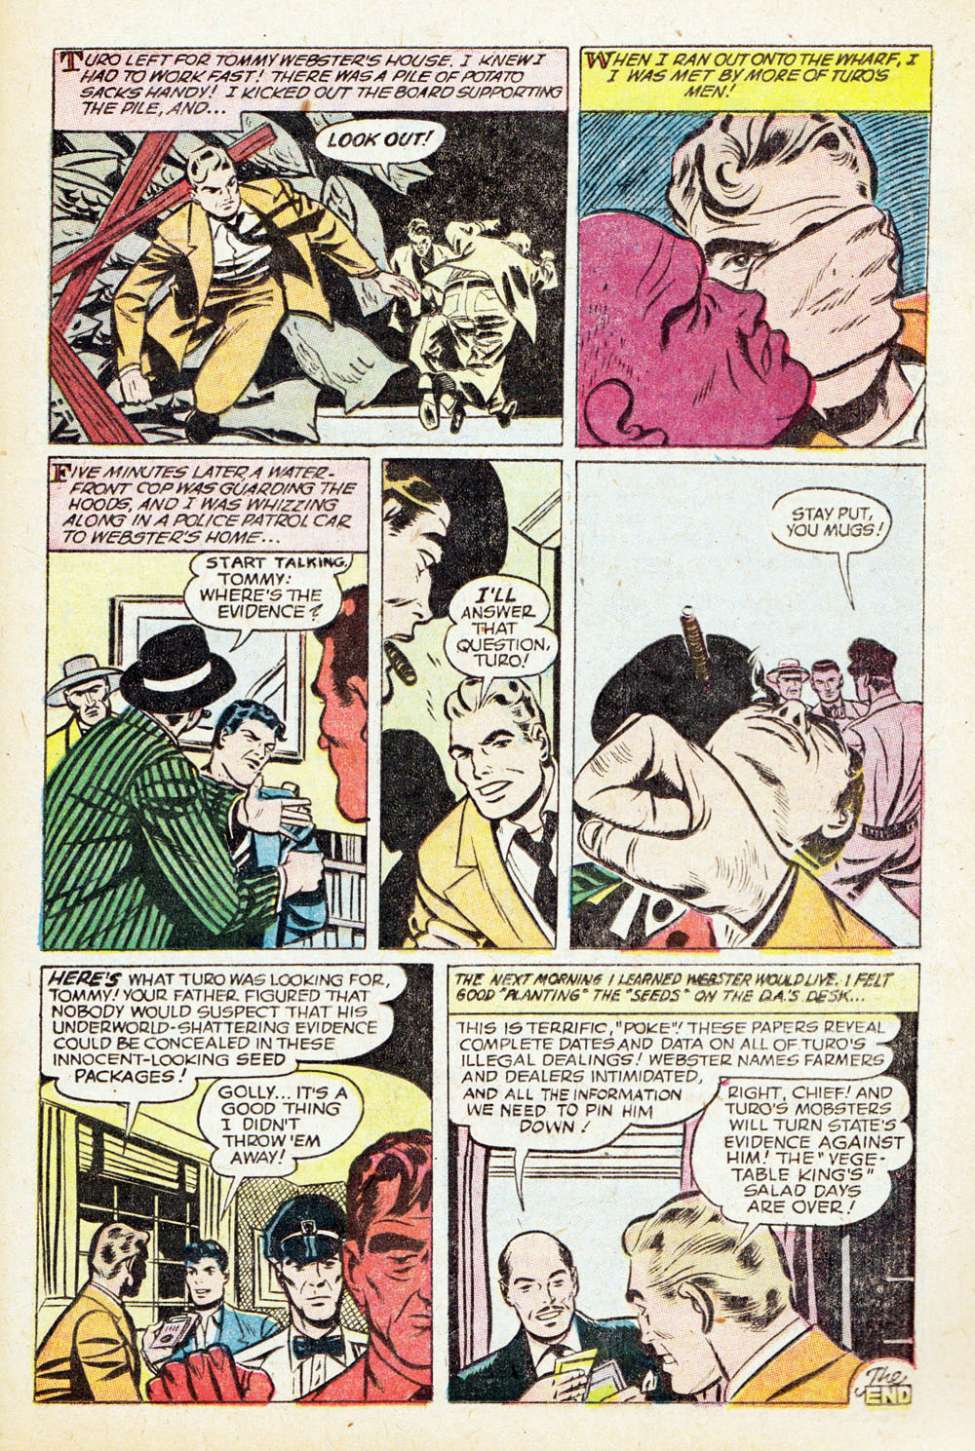 TURO LEFT FOR TOMMY WEBSTER'S HOUSE. I KNEW I
HAD TO WORK FAST! THERE WAS A PILE OF POTATO
SACKS HANDY! I KICKED OUT THE BOARD SUPPORTING
THE PILE, AND...
LOOK OUT!
WHEN I RAN OUT ONTO THE WHARF, I
I WAS MET BY MORE OF TURO'S
MEN!
FIVE MINUTES LATER, A WATER-
FRONT COP WAS GUARDING THE
HOODS, AND I WAS WHIZZING
ALONG IN A POLICE PATROL CAR
TO WEBSTER'S HOME...
START TALKING,
TOMMY:
WHERE'S THE
EVIDENCE?
I'LL
ANSWER
THAT
QUESTION,
TURO!
STAY PUT,
YOU MUGS!
HERE'S WHAT TURO WAS LOOKING FOR,
TOMMY! YOUR FATHER FIGURED THAT
NOBODY WOULD SUSPECT THAT HIS
UNDERWORLD-SHATTERING EVIDENCE
COULD BE CONCEALED IN THESE
INNOCENT-LOOKING SEED
PACKAGES!
GOLLY... IT'S A
GOOD THING
I DIDN'T
THROW 'EM
AWAY!
THE NEXT MORNING I LEARNED WEBSTER WOULD LIVE. I FELT
GOOD "PLANTING" THE "SEEDS" ON THE D.A.'S DESK...
THIS IS TERRIFIC, "POKE"! THESE PAPERS REVEAL
COMPLETE DATES AND DATA ON ALL OF TURO'S
ILLEGAL DEALINGS! WEBSTER NAMES FARMERS
AND DEALERS INTIMIDATED,
AND ALL THE INFORMATION
WE NEED TO PIN HIM
DOWN!
RIGHT, CHIEF! AND
TURO'S MOBSTERS
WILL TURN STATE'S
EVIDENCE AGAINST
HIM! THE "VEGE-
TABLE KING'S"
SALAD DAYS
ARE OVER!
The
END